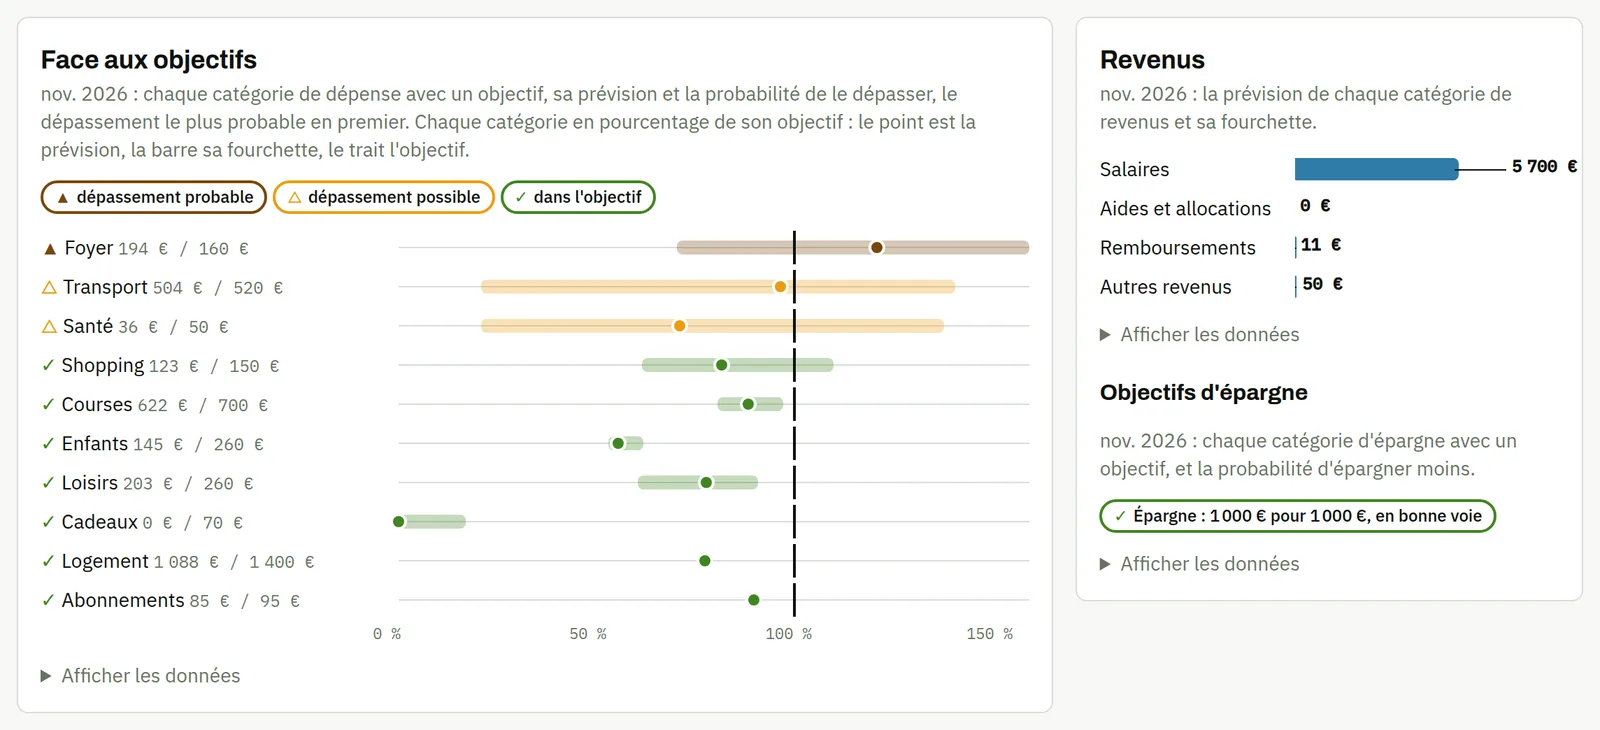 Face aux objectifs
nov. 2026 : chaque catégorie de dépense avec un objectif, sa prévision et la probabilité de le dépasser, le
dépassement le plus probable en premier. Chaque catégorie en pourcentage de son objectif : le point est la
prévision, la barre sa fourchette, le trait l'objectif.
▲ dépassement probable △ dépassement possible ✓ dans l'objectif
▲ Foyer 194 € / 160 €
△ Transport 504 € / 520 €
△ Santé 36 € / 50 €
✓ Shopping 123 € / 150 €
✓ Courses 622 € / 700 €
✓ Enfants 145 € / 260 €
✓ Loisirs 203 € / 260 €
✓ Cadeaux 0 € / 70 €
✓ Logement 1 088 € / 1 400 €
✓ Abonnements 85 € / 95 €
0 % 50 % 100 % 150 %
▶ Afficher les données
Revenus
nov. 2026 : la prévision de chaque catégorie de
revenus et sa fourchette.
Salaires 5 700 €
Aides et allocations 0 €
Remboursements 11 €
Autres revenus 50 €
▶ Afficher les données
Objectifs d'épargne
nov. 2026 : chaque catégorie d'épargne avec un
objectif, et la probabilité d'épargner moins.
✓ Épargne : 1 000 € pour 1 000 €, en bonne voie
▶ Afficher les données